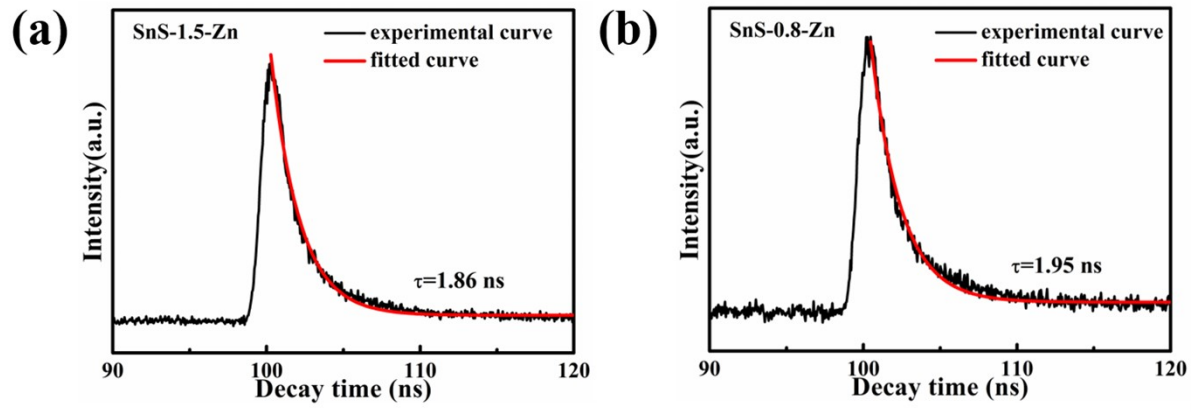 (a)
SnS-1.5-Zn
experimental curve
fitted curve
τ=1.86 ns
Intensity(a.u.)
90 100 110 120
Decay time (ns)
(b)
SnS-0.8-Zn
experimental curve
fitted curve
τ=1.95 ns
Intensity(a.u.)
90 100 110 120
Decay time (ns)